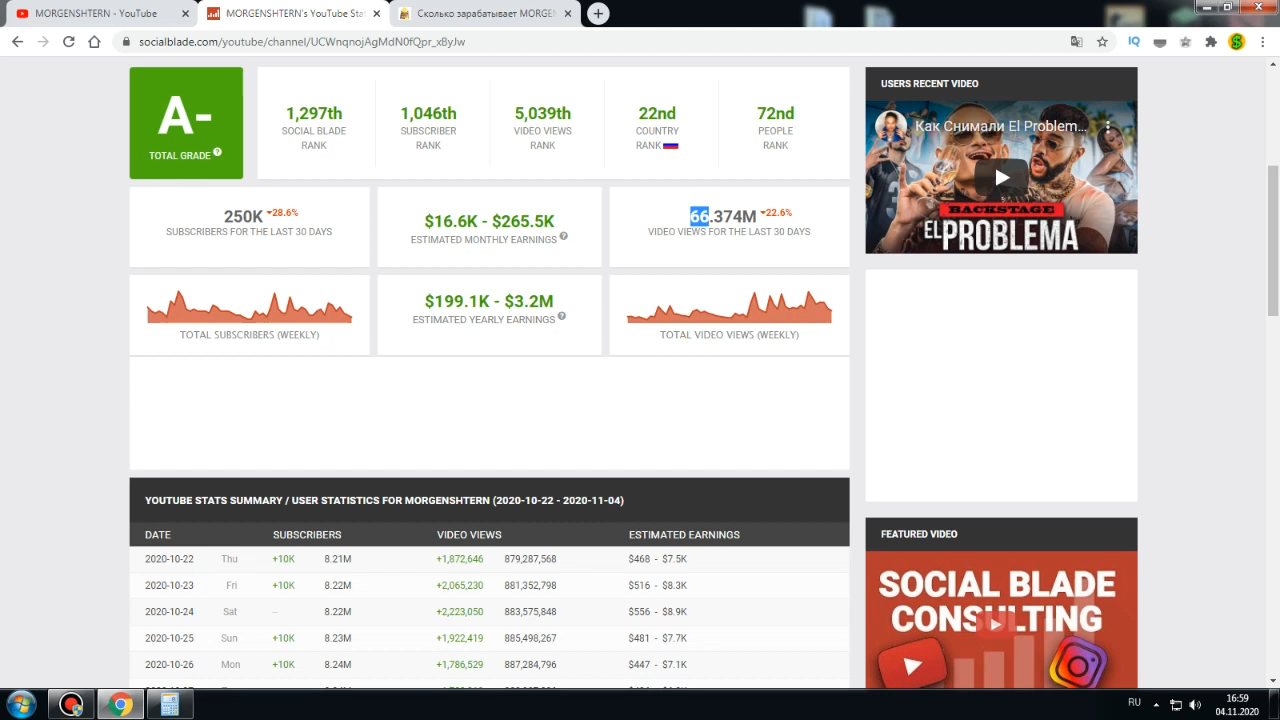 MORGENSHTERN - YouTube
MORGENSHTERN's YouTube Sta
Сколько зарабатывает MORGEN
socialblade.com/youtube/channel/UCWnqnojAgMdN0fQpr_xByJw
A-
TOTAL GRADE
1,297th
SOCIAL BLADE
RANK
1,046th
SUBSCRIBER
RANK
5,039th
VIDEO VIEWS
RANK
22nd
COUNTRY
RANK
72nd
PEOPLE
RANK
250K 28.6%
SUBSCRIBERS FOR THE LAST 30 DAYS
$16.6K - $265.5K
ESTIMATED MONTHLY EARNINGS
66.374M 22.6%
VIDEO VIEWS FOR THE LAST 30 DAYS
TOTAL SUBSCRIBERS (WEEKLY)
$199.1K - $3.2M
ESTIMATED YEARLY EARNINGS
TOTAL VIDEO VIEWS (WEEKLY)
USERS RECENT VIDEO
Как Снимали El Problem...
BACKSTAGE
EL PROBLEMA
YOUTUBE STATS SUMMARY / USER STATISTICS FOR MORGENSHTERN (2020-10-22 - 2020-11-04)
DATE SUBSCRIBERS VIDEO VIEWS ESTIMATED EARNINGS
2020-10-22 Thu +10K 8.21M +1,872,646 879,287,568 $468 - $7.5K
2020-10-23 Fri +10K 8.22M +2,065,230 881,352,798 $516 - $8.3K
2020-10-24 Sat -- 8.22M +2,223,050 883,575,848 $556 - $8.9K
2020-10-25 Sun +10K 8.23M +1,922,419 885,498,267 $481 - $7.7K
2020-10-26 Mon +10K 8.24M +1,786,529 887,284,796 $447 - $7.1K
FEATURED VIDEO
SOCIAL BLADE
CONSULTING
RU
16:59
04.11.2020